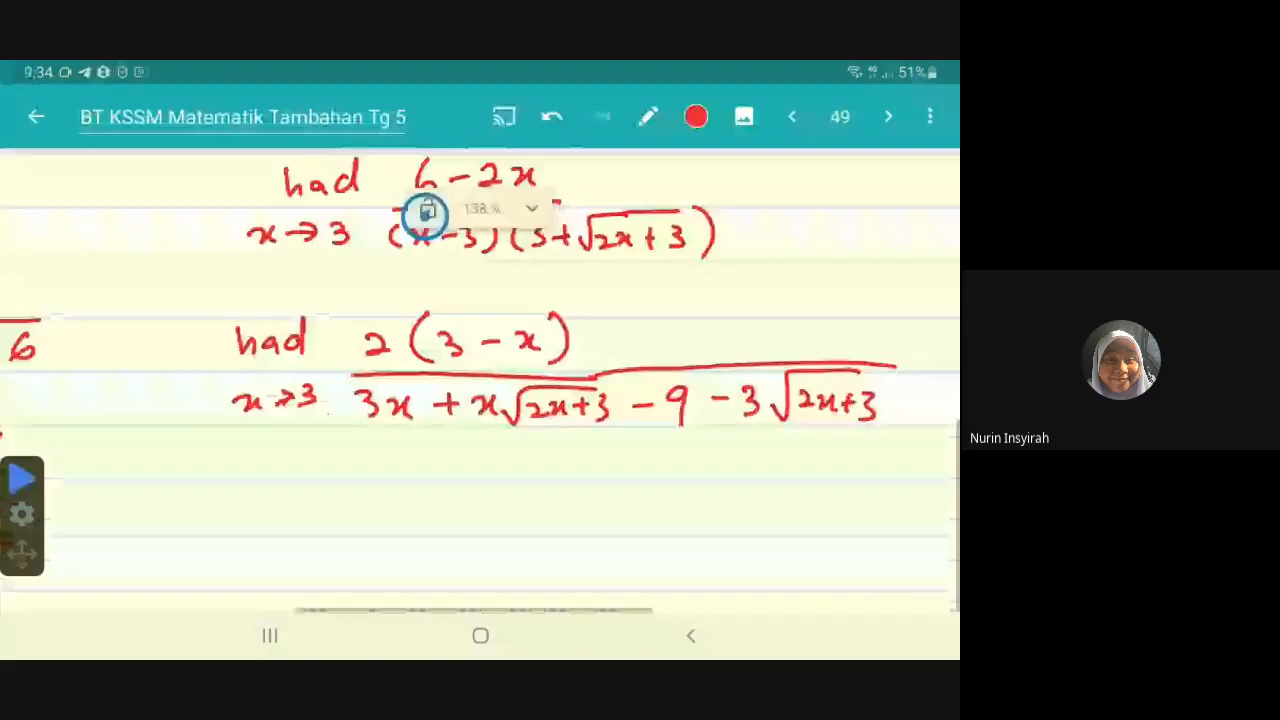 9:34 51%
BT KSSM Matematik Tambahan Tg 5 49
had 6 - 2x
138 %
x → 3 (x - 3) (3 + √2x + 3)
6 had 2 (3 - x)
x → 3 3x + x√2x+3 - 9 - 3√2x+3
Nurin Insyirah